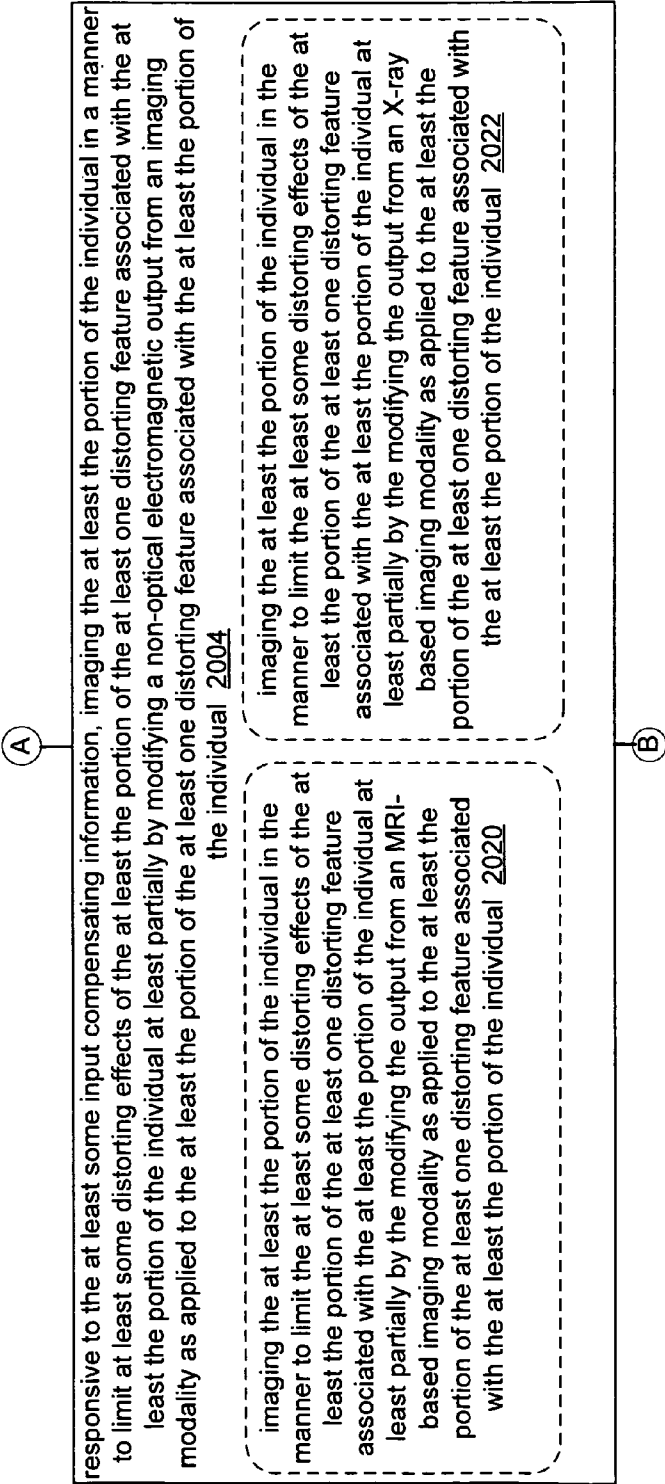 A
responsive to the at least some input compensating information, imaging the at least the portion of the individual in a manner
to limit at least some distorting effects of the at least the portion of the at least one distorting feature associated with the at
least the portion of the individual at least partially by modifying a non-optical electromagnetic output from an imaging
modality as applied to the at least the portion of the at least one distorting feature associated with the at least the portion of
the individual 2004
imaging the at least the portion of the individual in the
manner to limit the at least some distorting effects of the at
least the portion of the at least one distorting feature
associated with the at least the portion of the individual at
least partially by the modifying the output from an MRI-
based imaging modality as applied to the at least the
portion of the at least one distorting feature associated
with the at least the portion of the individual 2020
imaging the at least the portion of the individual in the
manner to limit the at least some distorting effects of the at
least the portion of the at least one distorting feature
associated with the at least the portion of the individual at
least partially by the modifying the output from an X-ray
based imaging modality as applied to the at least the
portion of the at least one distorting feature associated with
the at least the portion of the individual 2022
B